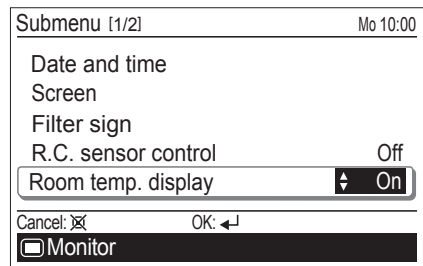 Submenu [1/2] Mo 10:00
Date and time
Screen
Filter sign
R.C. sensor control Off
Room temp. display On
Cancel: OK:
Monitor